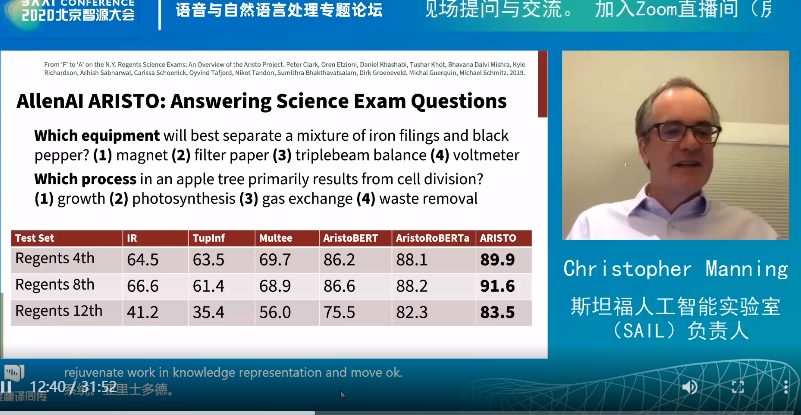 BAAI CONFERENCE
2020北京智源大会
语音与自然语言处理专题论坛
现场提问与交流。 加入Zoom直播间（
From 'F' to 'A' on the N.Y. Regents Science Exams: An Overview of the Aristo Project. Peter Clark, Oren Etzioni, Daniel Khashabi, Tushar Khot, Bhavana Dalvi Mishra, Kyle
Richardson, Ashish Sabharwal, Carissa Schoenick, Oyvind Tafjord, Niket Tandon, Sumithra Bhakthavatsalam, Dirk Groeneveld, Michal Guerquin, Michael Schmitz. 2019.
AllenAI ARISTO: Answering Science Exam Questions
Which equipment will best separate a mixture of iron filings and black
pepper? (1) magnet (2) filter paper (3) triplebeam balance (4) voltmeter
Which process in an apple tree primarily results from cell division?
(1) growth (2) photosynthesis (3) gas exchange (4) waste removal
Test Set IR TupInf Multee AristoBERT AristoRoBERTa ARISTO
Regents 4th 64.5 63.5 69.7 86.2 88.1 89.9
Regents 8th 66.6 61.4 68.9 86.6 88.2 91.6
Regents 12th 41.2 35.4 56.0 75.5 82.3 83.5
Christopher Manning
斯坦福人工智能实验室
（SAIL）负责人
rejuvenate work in knowledge representation and move ok.
12:40 / 31:52
系统。亚里士多德。
翻译同传